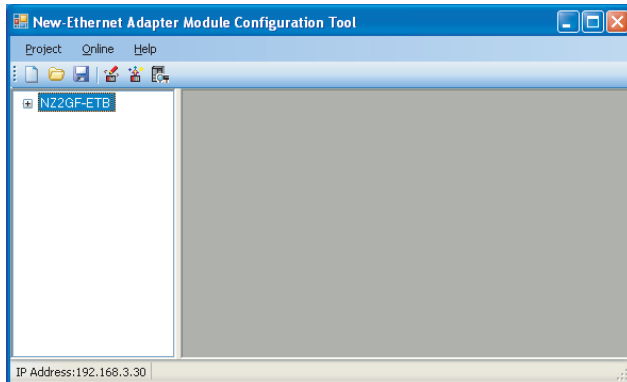 New-Ethernet Adapter Module Configuration Tool
Project Online Help
NZ2GF-ETB
IP Address:192.168.3.30